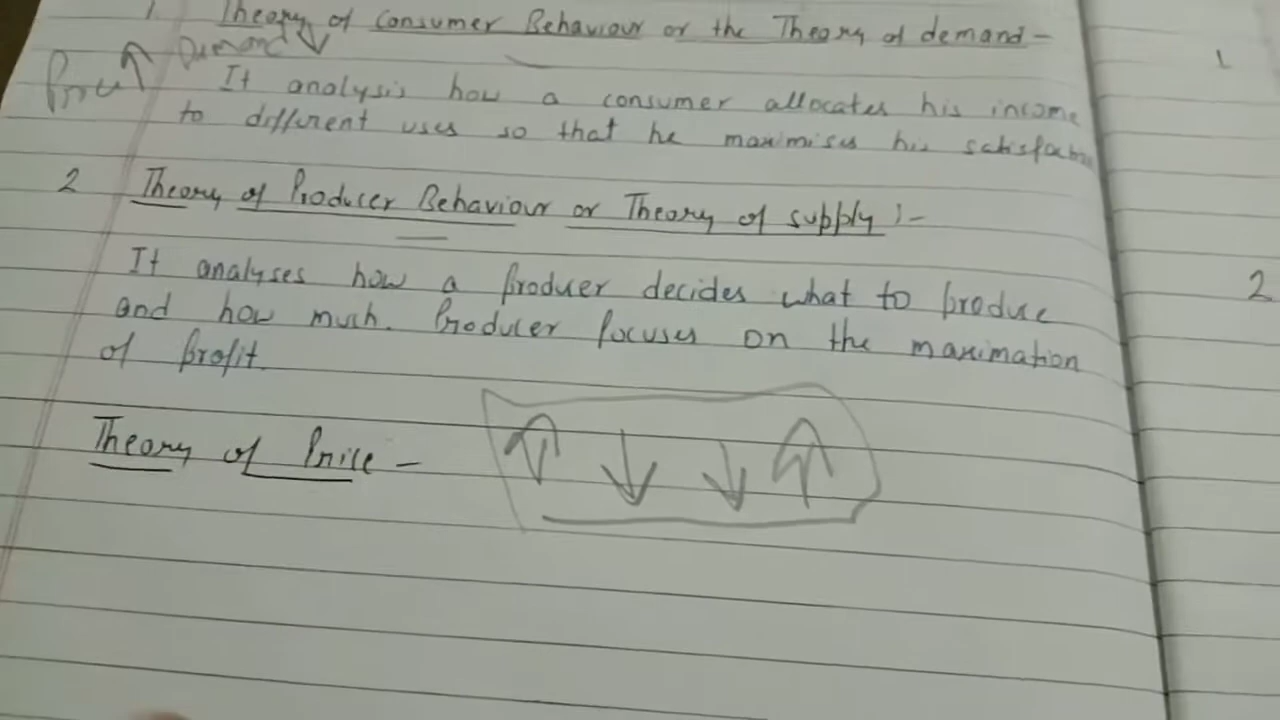 1. Theory of Consumer Behaviour or the Theory of demand -
Price ↑ Demand ↓
It analysis how a consumer allocates his income
to different uses so that he maximises his satisfaction
2 Theory of Producer Behaviour or Theory of supply :-
It analyses how a producer decides what to produce
and how much. Producer focuses on the maximation
of profit.
Theory of Price - ↑ ↓ ↓ ↑
1
2